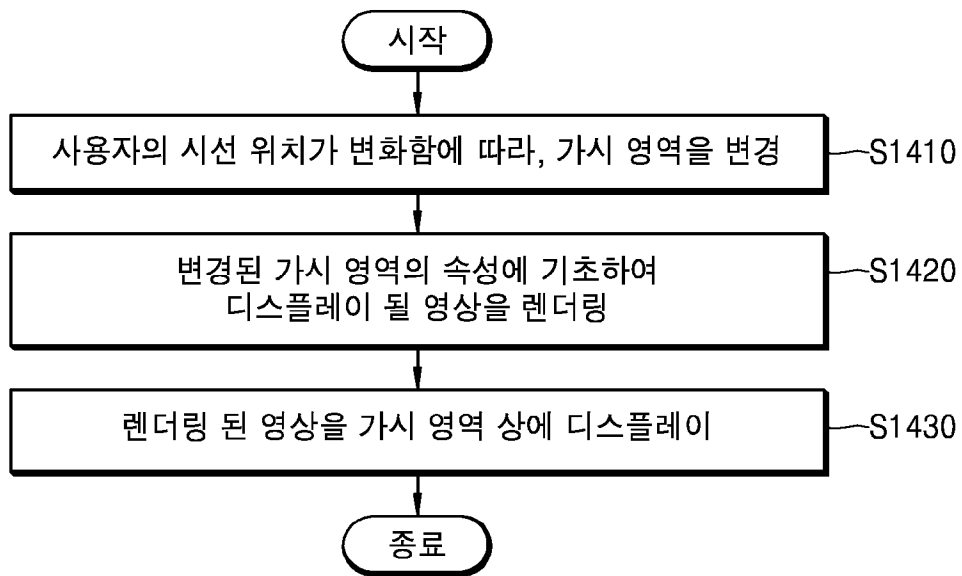 시작
사용자의 시선 위치가 변화함에 따라, 가시 영역을 변경
S1410
변경된 가시 영역의 속성에 기초하여
디스플레이 될 영상을 렌더링
S1420
렌더링 된 영상을 가시 영역 상에 디스플레이
S1430
종료